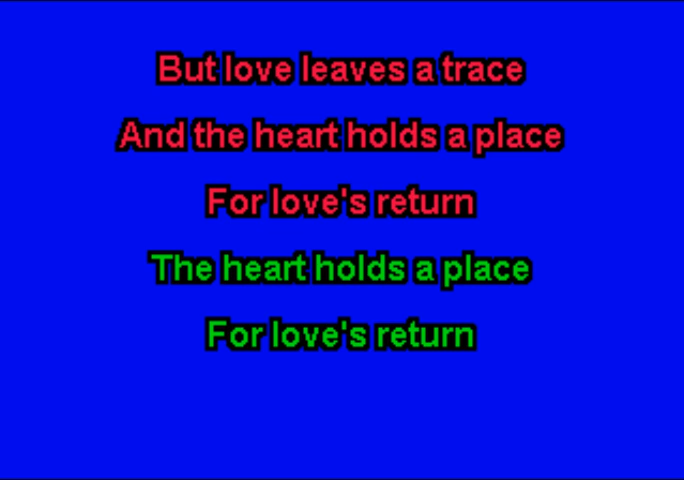 But love leaves a trace
And the heart holds a place
For love's return
The heart holds a place
For love's return